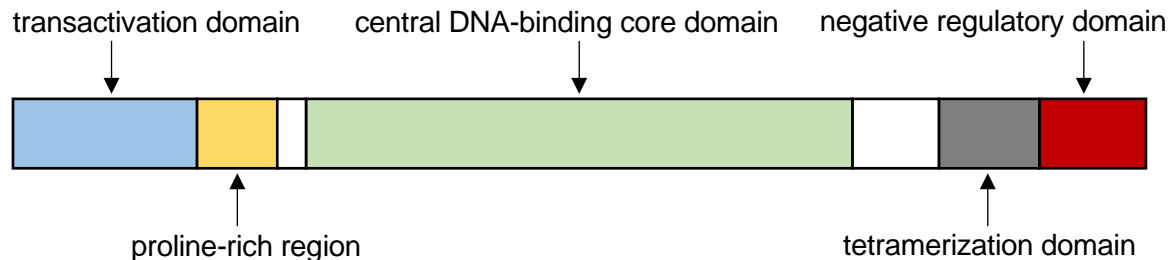 transactivation domain
central DNA-binding core domain
negative regulatory domain
proline-rich region
tetramerization domain